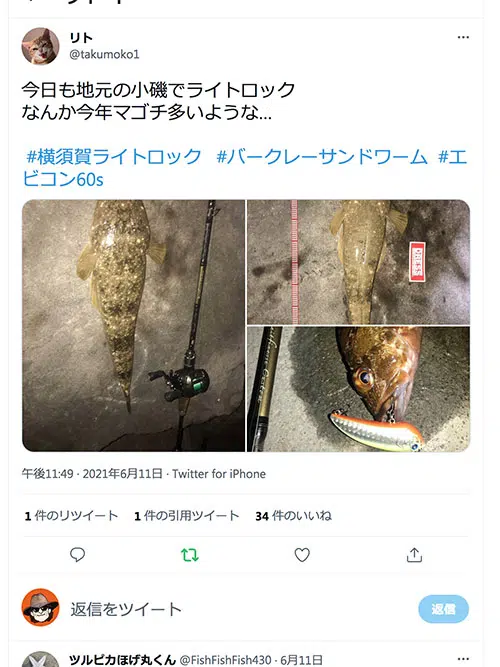 リト
@takumoko1
今日も地元の小磯でライトロック
なんか今年マゴチ多いような...
#横須賀ライトロック #バークレーサンドワーム #エ
ビコン60s
午後11:49 · 2021年6月11日 · Twitter for iPhone
1 件のリツイート 1 件の引用ツイート 34 件のいいね
返信をツイート
返信
ツルピカほげ丸くん @FishFishFish430 · 6月11日